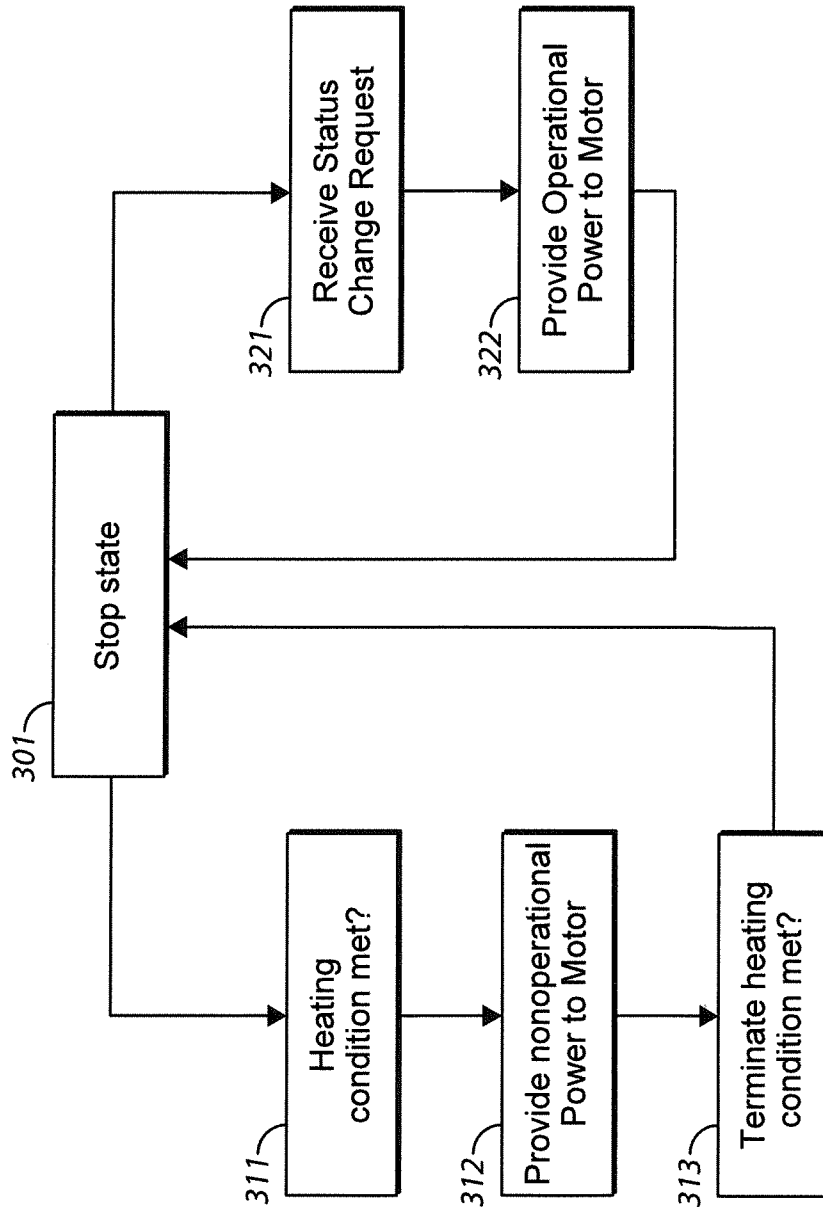 301
Stop state
311
Heating
condition met?
312
Provide nonoperational
Power to Motor
313
Terminate heating
condition met?
321
Receive Status
Change Request
322
Provide Operational
Power to Motor